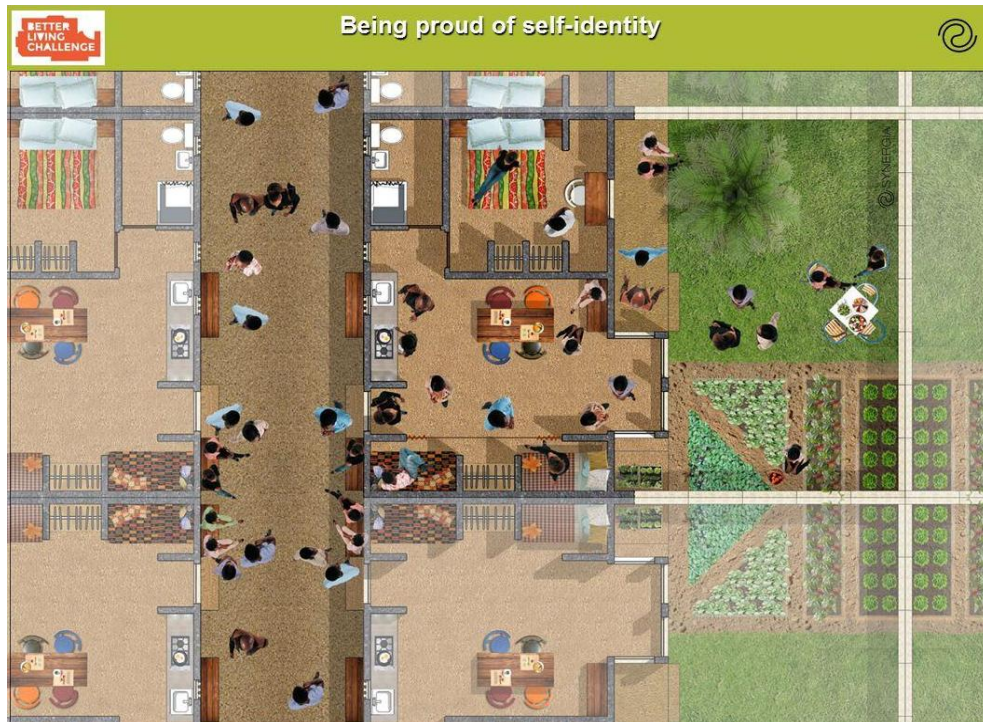 BETTER
LIVING
CHALLENGE
Being proud of self-identity
SYNERGIA